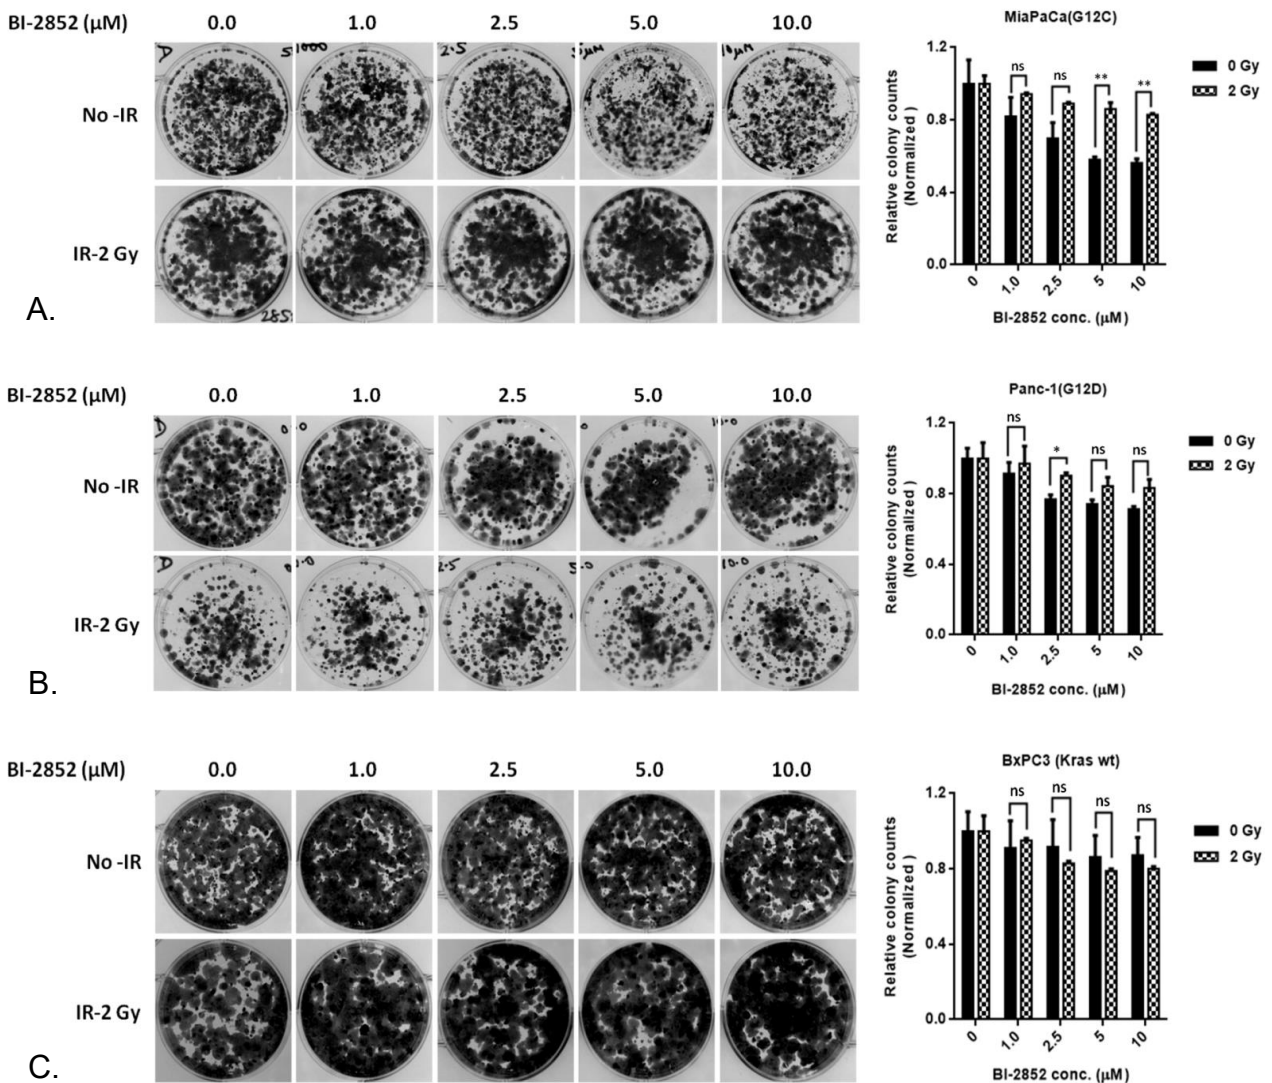 BI-2852 (µM) 0.0 1.0 2.5 5.0 10.0
No -IR
IR-2 Gy
A.
D
1000
2.5
10µM
MiaPaCa(G12C)
Relative colony counts
(Normalized )
1.2
0.8
0.4
0.0
ns ns ** **
0 1.0 2.5 5 10
BI-2852 conc. (µM)
0 Gy
2 Gy
BI-2852 (µM) 0.0 1.0 2.5 5.0 10.0
No -IR
IR-2 Gy
B.
D
D
2.5
10.0
Panc-1(G12D)
Relative colony counts
(Normalized )
1.2
0.8
0.4
0.0
ns * ns ns
0 1.0 2.5 5 10
BI-2852 conc. (µM)
0 Gy
2 Gy
BI-2852 (µM) 0.0 1.0 2.5 5.0 10.0
No -IR
IR-2 Gy
C.
BxPC3 (Kras wt)
Relative colony counts
(Normalized )
1.2
0.8
0.4
0.0
ns ns ns ns
0 1.0 2.5 5 10
BI-2852 conc. (µM)
0 Gy
2 Gy